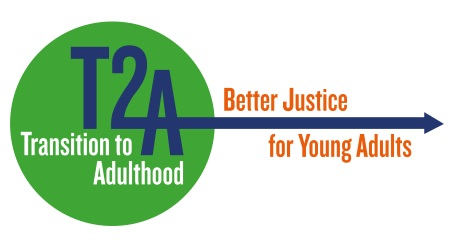 T2A
Transition to
Adulthood
Better Justice
for Young Adults